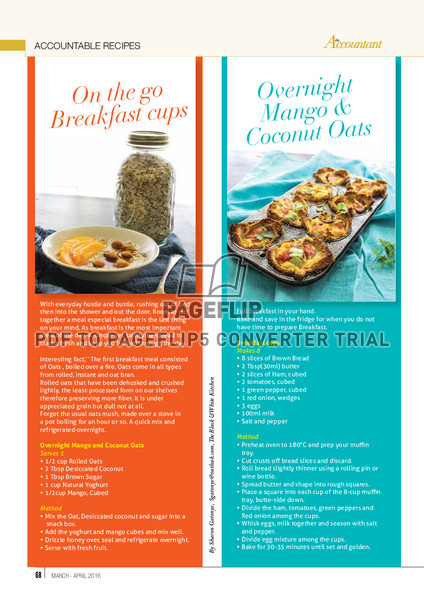 ACCOUNTABLE RECIPES
the Accountant
On the go
Breakfast cups
With everyday hustle and bustle, rushing
then into the shower and out the door.
together a meal especial breakfast is the last thing
on your mind. As breakfast is the most important
Interesting fact," The first breakfast meal consisted
of Oats , boiled over a fire. Oats come in all types
from rolled, instant and oat bran.
Rolled oats that have been dehusked and crushed
lightly, the least-processed form on our shelves
therefore preserving more fiber. It is under
appreciated grain but dull not at all.
Forget the usual oats mush, made over a stove in
a pot boiling for an hour or so. A quick mix and
refrigerated overnight.
Overnight Mango and Coconut Oats
Serves 1
• 1/2 cup Rolled Oats
• 2 Tbsp Desiccated Coconut
• 1 Tbsp Brown Sugar
• 1 cup Natural Yoghurt
• 1/2cup Mango, Cubed
Method
• Mix the Oat, Desiccated coconut and sugar into a
snack box.
• Add the yoghurt and mango cubes and mix well.
• Drizzle honey over, seal and refrigerate overnight.
• Serve with fresh fruit.
By Sharon Gatonye, Sgatonye@outlook.com, The Black &White Kitchen
Overnight
Mango &
Coconut Oats
Full breakfast in your hand.
Bake and save in the fridge for when you do not
have time to prepare Breakfast.
Makes 8
• 8 slices of Brown Bread
• 2 Tbsp(30ml) butter
• 2 slices of Ham, cubed
• 2 tomatoes, cubed
• 1 green pepper, cubed
• 1 red onion, wedges
• 3 eggs
• 100ml milk
• Salt and pepper
Method
• Preheat oven to 180°C and prep your muffin
tray.
• Cut crusts off bread slices and discard.
• Roll bread slightly thinner using a rolling pin or
wine bottle.
• Spread butter and shape into rough squares.
• Place a square into each cup of the 8-cup muffin
tray, butte-side down.
• Divide the ham, tomatoes, green peppers and
Red onion among the cups.
• Whisk eggs, milk together and season with salt
and pepper.
• Divide egg mixture among the cups.
• Bake for 30-35 minutes until set and golden.
PAGEFLIP
PDF TO PAGEFLIP5 CONVERTER TRIAL
68 MARCH - APRIL 2016